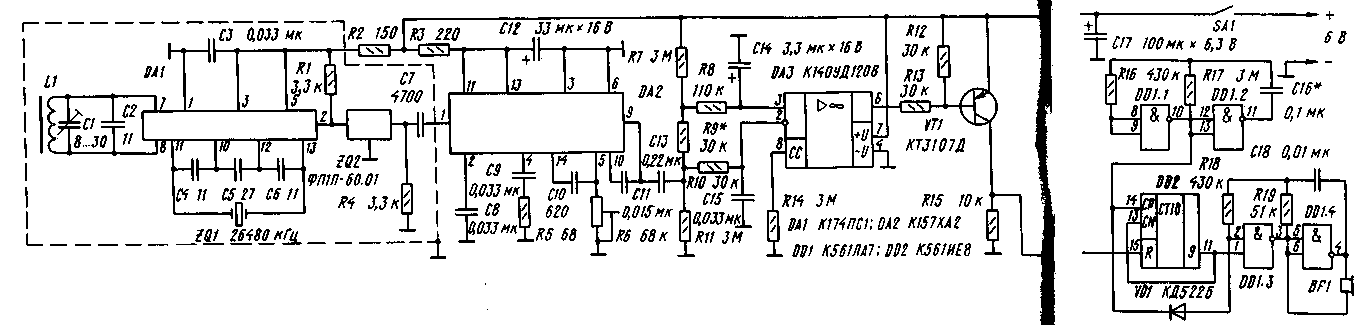 L1
C1
8...30
C2
11
DA1
C3 0,033 мк
7
1
3
5
2
8
11
10
12
13
R1
3,3 к
C4 11
C5 27
C6 11
ZQ1 26480 кГц
ZQ2
ФП1П-60.01
R4 3,3 к
R2 150
R3 220
C7
4700
C12 33 мк × 16 В
11
13
3
6
DA2
1
9
2
4
14
5
10
C9
0,033 мк
C8
0,033 мк
R5 68
C10
620
C11
0,015 мк
R6 68 к
C13
0,22 мк
R7 3 М
R8
110 к
R9*
30 к
R10 30 к
R11 3 М
C14 3,3 мк × 16 В
DA3 К140УД1208
C15
0,033 мк
3
2
8
▷∞
CC
+U
-U
6
7
4
R14 3 М
R12
30 к
R13
30 к
VT1
КТ3107Д
R15 10 к
DA1 К174ПС1; DA2 К157ХА2
DD1 К561ЛА7; DD2 К561ИЕ8
SA1
+
6 В
-
C17 100 мк × 6,3 В
R16 430 к
R17 3 М
DD1.1
DD1.2
8
9
&
10
12
13
&
11
C16*
0,1 мк
R18
430 к
C18 0,01 мк
DD2
14
13
15
CP
CN
R
CT10
9
11
VD1 КД522Б
R19
51 к
2
1
&
3
DD1.3
DD1.4
5
6
&
4
BF1